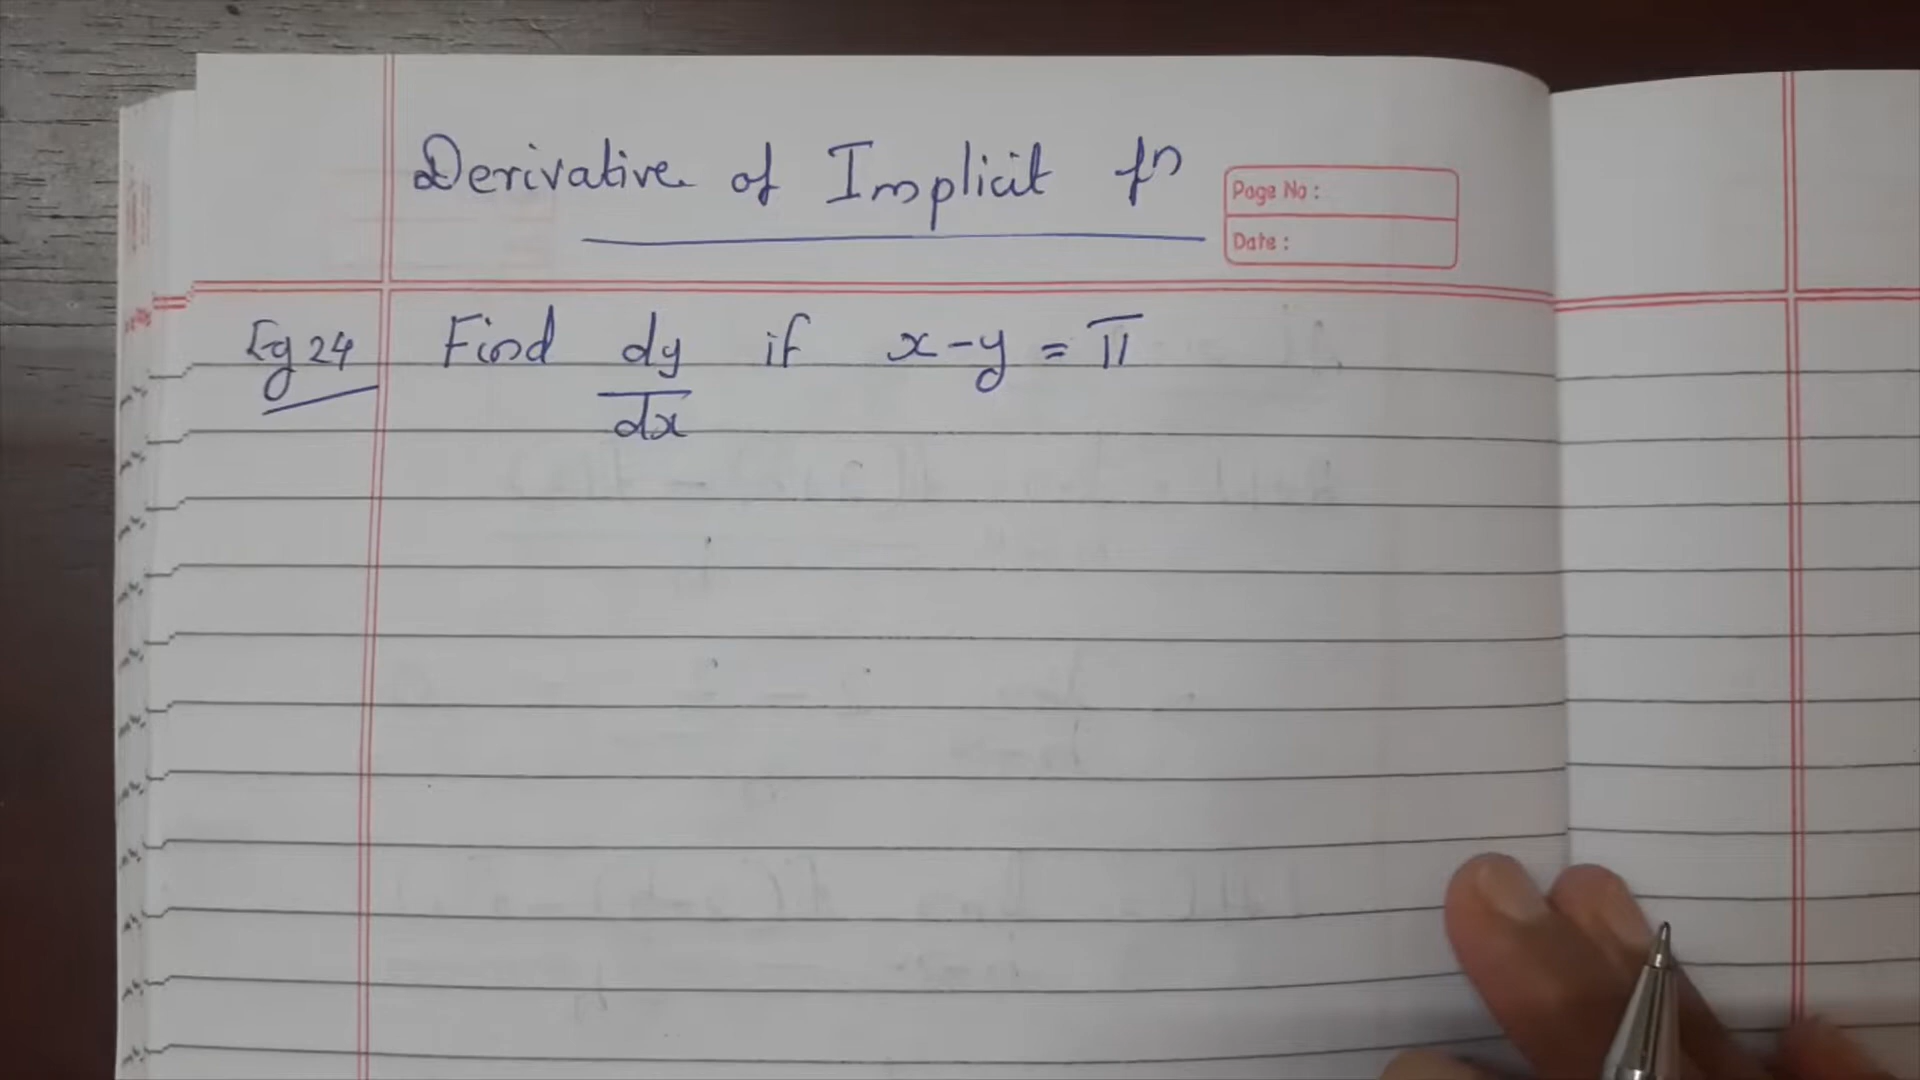 Derivative of Implicit fn
Page No :
Date :
Eg 24 Find dy/dx if x-y = π